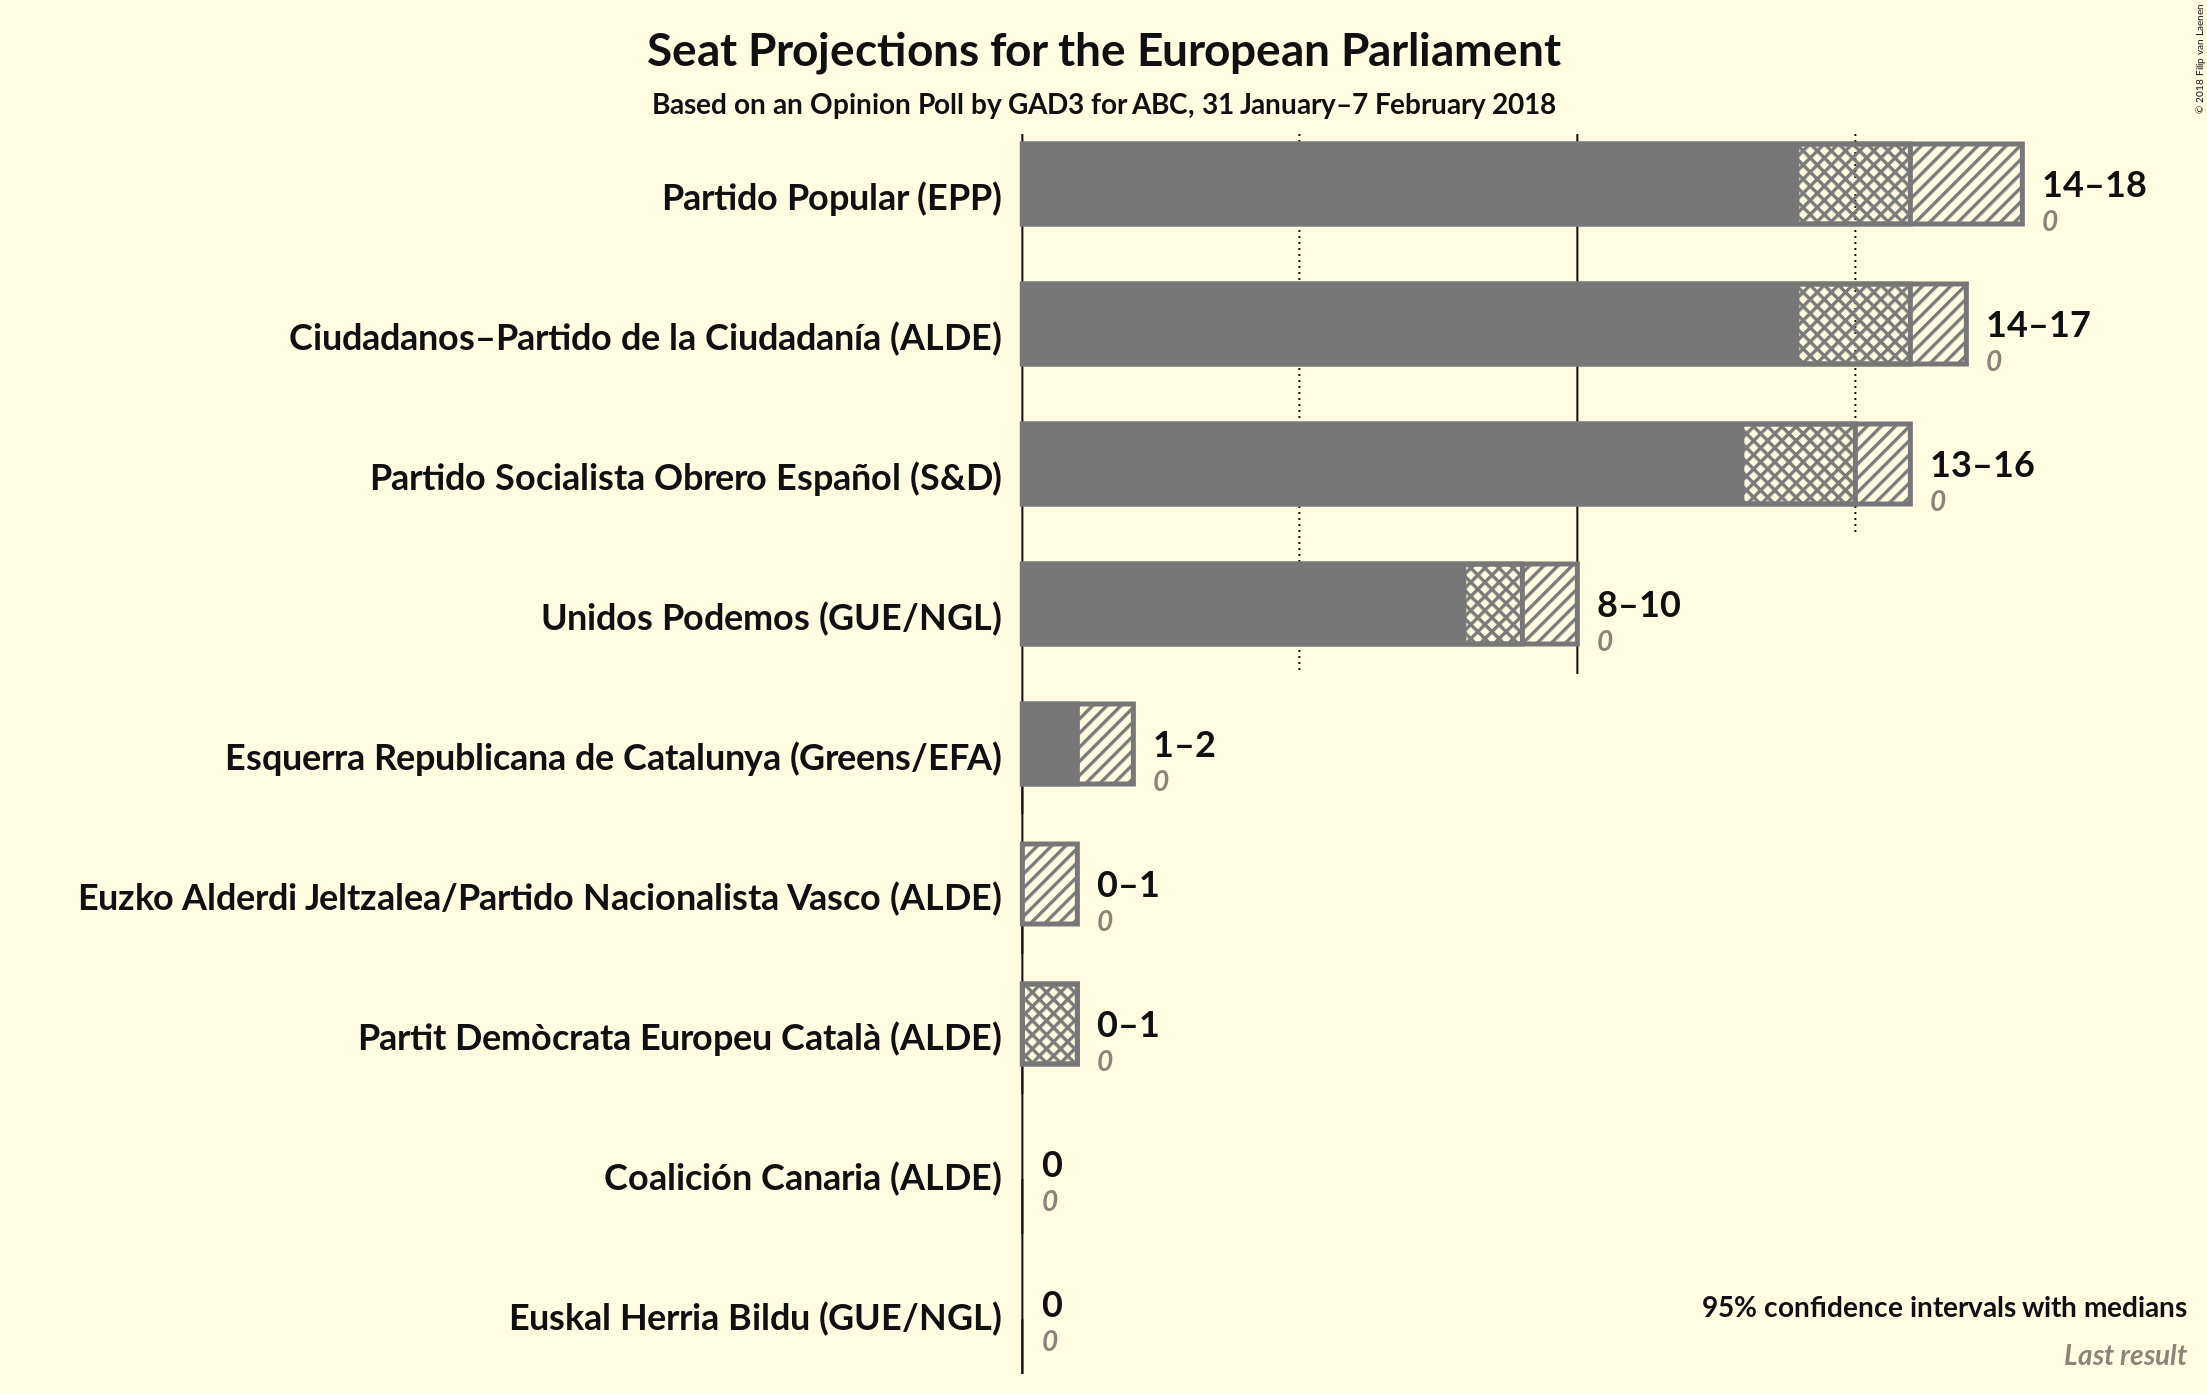 Seat Projections for the European Parliament
Based on an Opinion Poll by GAD3 for ABC, 31 January–7 February 2018
© 2018 Filip van Laenen
Partido Popular (EPP)
14–18
0
Ciudadanos–Partido de la Ciudadanía (ALDE)
14–17
0
Partido Socialista Obrero Español (S&D)
13–16
0
Unidos Podemos (GUE/NGL)
8–10
0
Esquerra Republicana de Catalunya (Greens/EFA)
1–2
0
Euzko Alderdi Jeltzalea/Partido Nacionalista Vasco (ALDE)
0–1
0
Partit Demòcrata Europeu Català (ALDE)
0–1
0
Coalición Canaria (ALDE)
0
0
Euskal Herria Bildu (GUE/NGL)
0
0
95% confidence intervals with medians
Last result